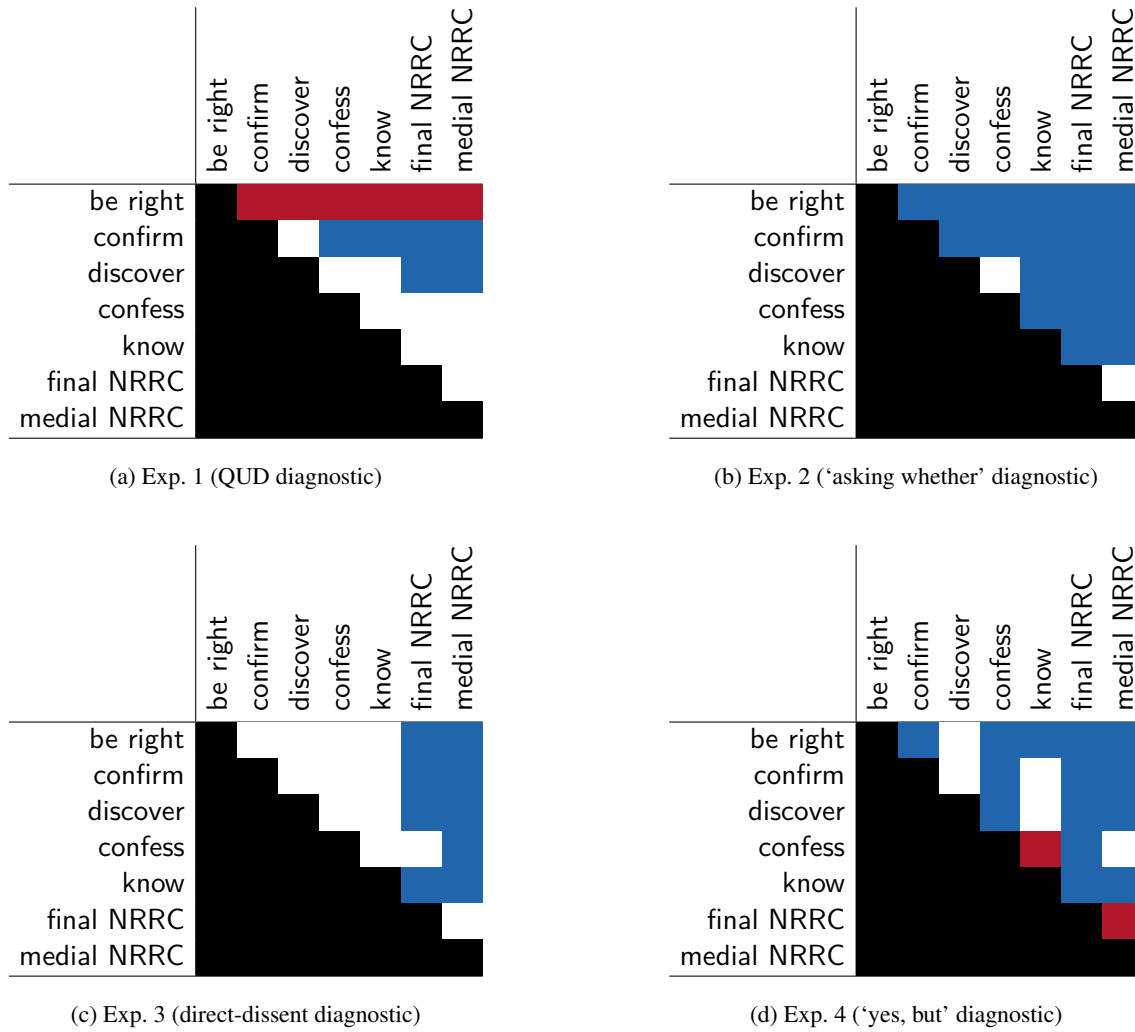 be right
confirm
discover
confess
know
final NRRC
medial NRRC
be right
confirm
discover
confess
know
final NRRC
medial NRRC
(a) Exp. 1 (QUD diagnostic)
be right
confirm
discover
confess
know
final NRRC
medial NRRC
be right
confirm
discover
confess
know
final NRRC
medial NRRC
(b) Exp. 2 (‘asking whether’ diagnostic)
be right
confirm
discover
confess
know
final NRRC
medial NRRC
be right
confirm
discover
confess
know
final NRRC
medial NRRC
(c) Exp. 3 (direct-dissent diagnostic)
be right
confirm
discover
confess
know
final NRRC
medial NRRC
be right
confirm
discover
confess
know
final NRRC
medial NRRC
(d) Exp. 4 (‘yes, but’ diagnostic)